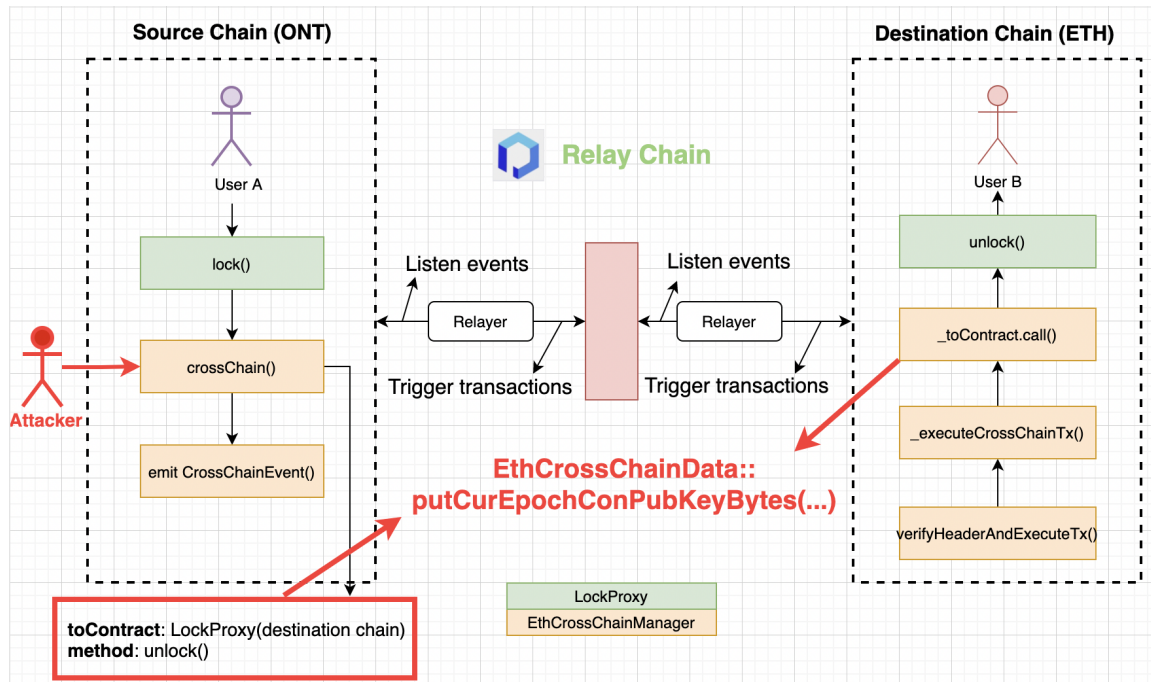 Source Chain (ONT)
Destination Chain (ETH)
Relay Chain
User A
User B
lock()
unlock()
Listen events
Listen events
Relayer
Relayer
_toContract.call()
crossChain()
Trigger transactions
Trigger transactions
Attacker
_executeCrossChainTx()
emit CrossChainEvent()
EthCrossChainData::
putCurEpochConPubKeyBytes(...)
verifyHeaderAndExecuteTx()
LockProxy
EthCrossChainManager
toContract: LockProxy(destination chain)
method: unlock()